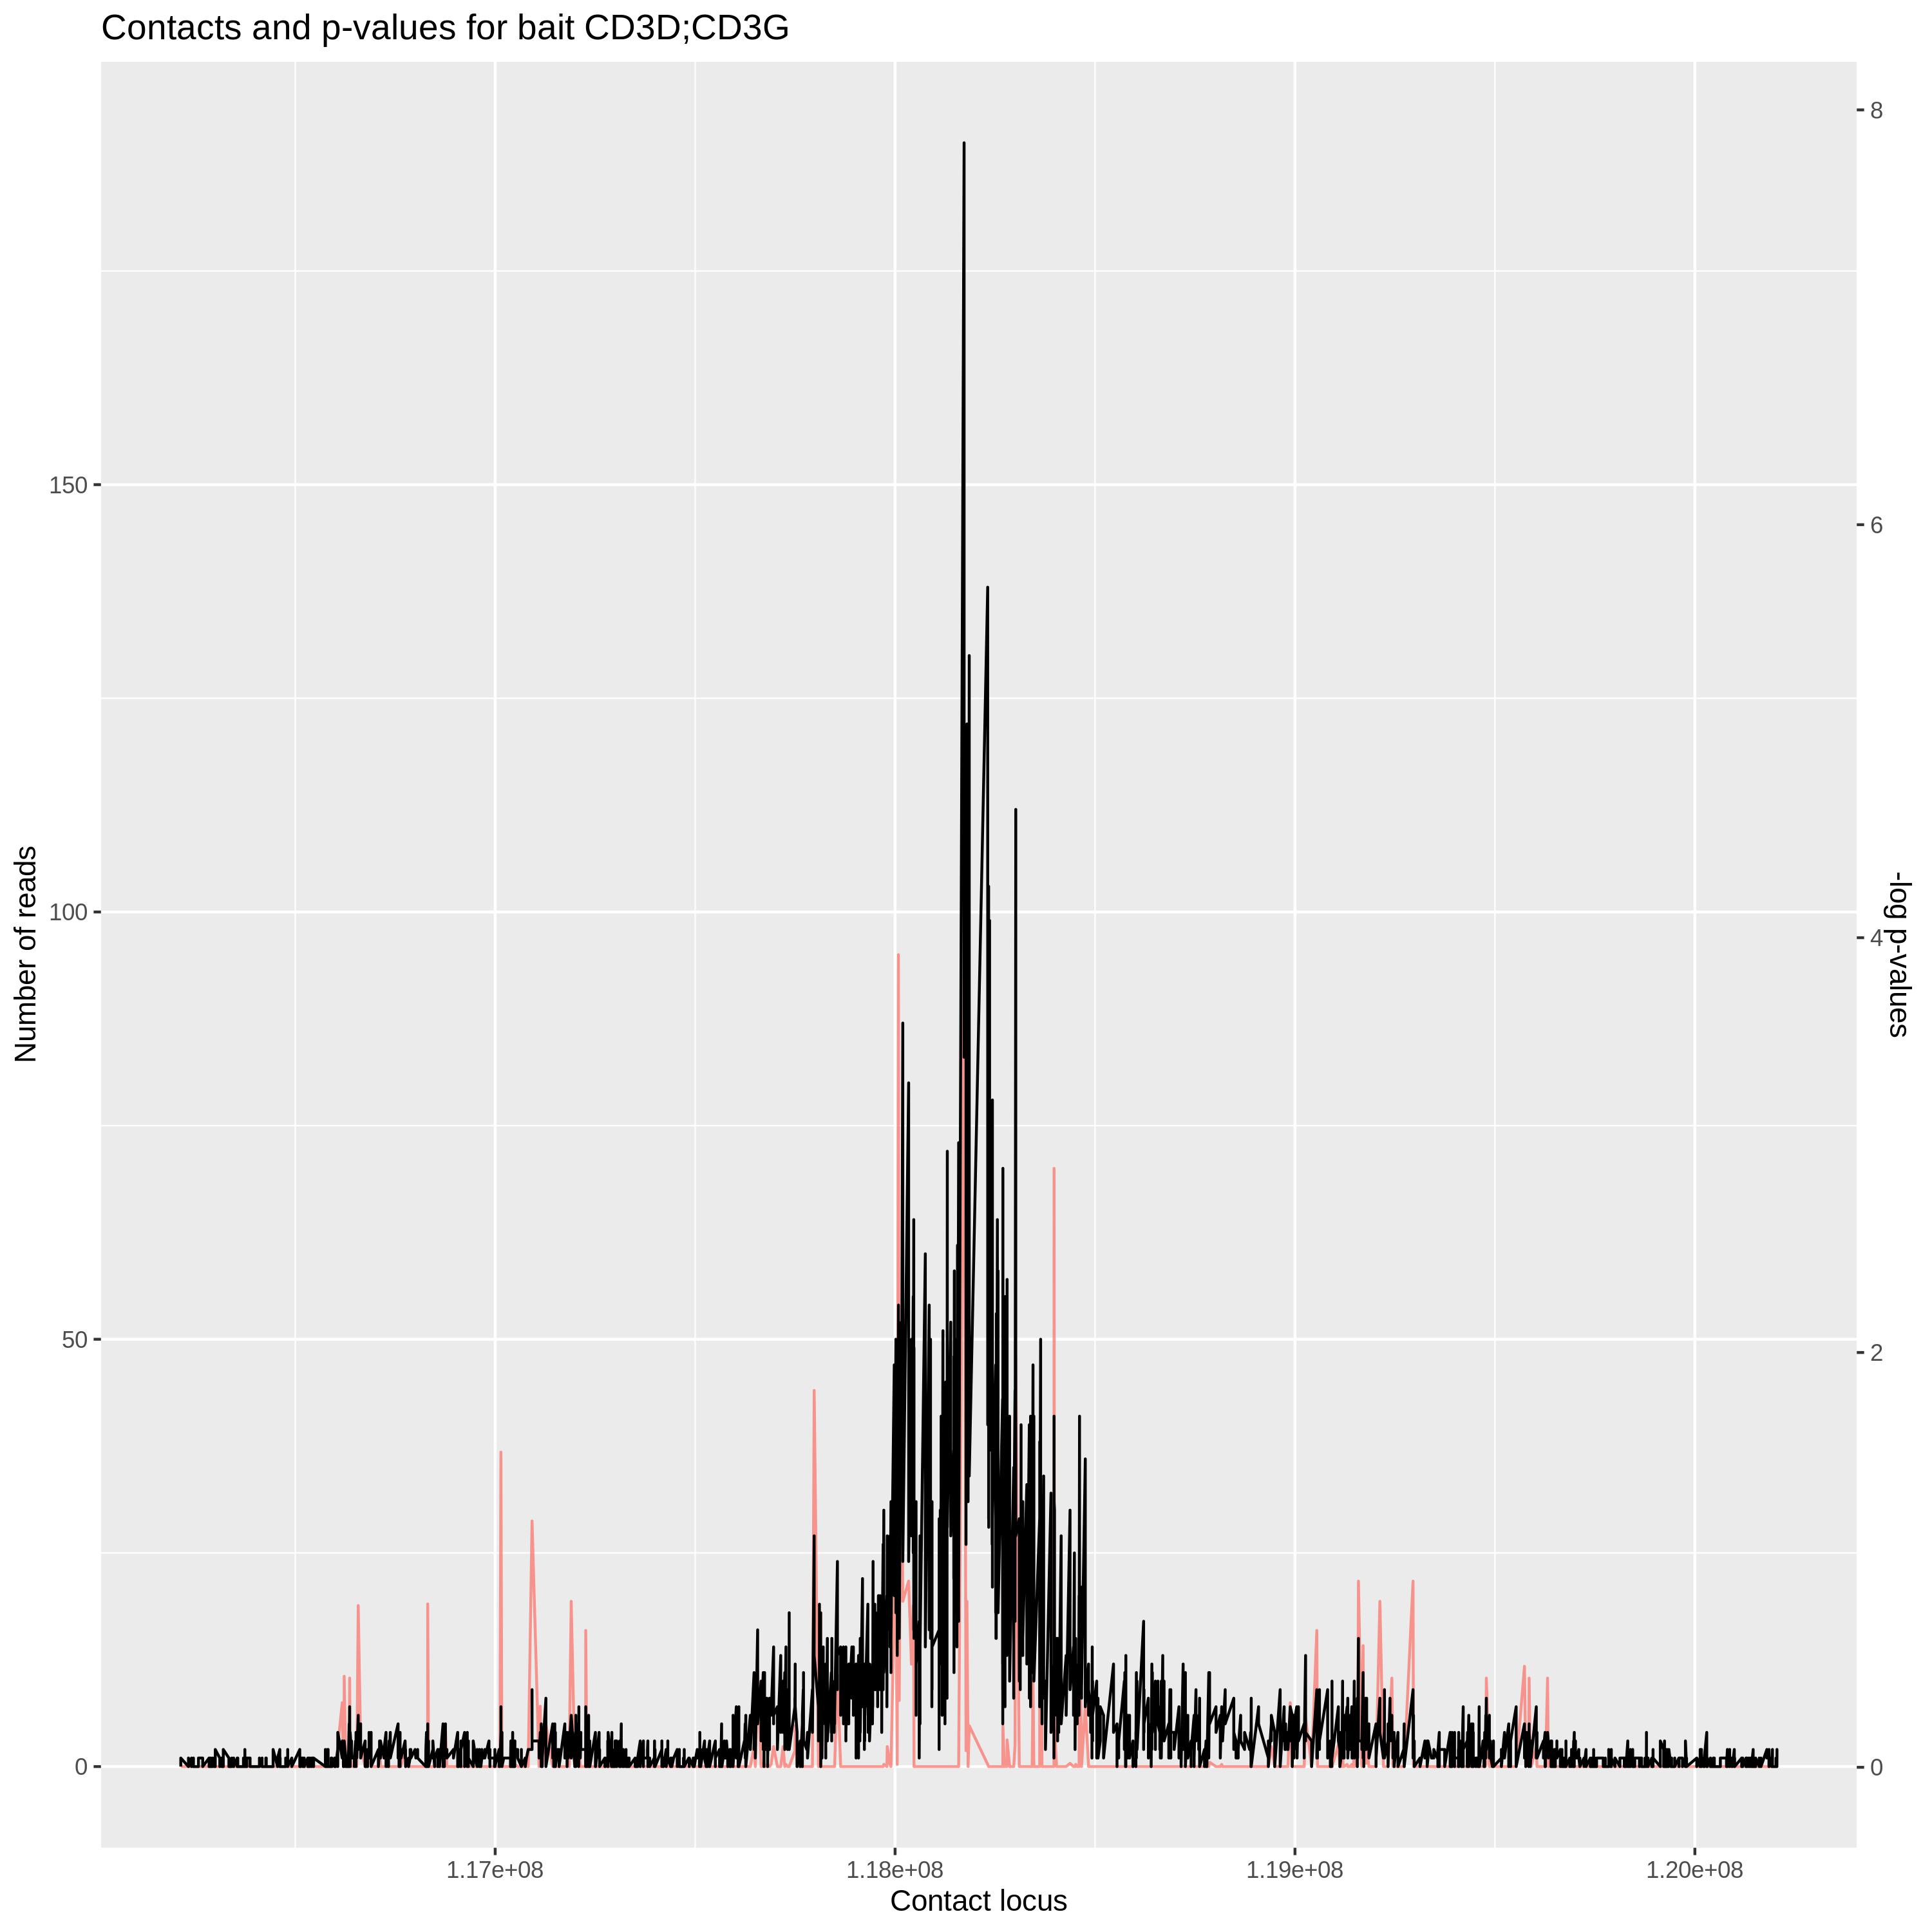 Contacts and p-values for bait CD3D;CD3G
8
150
6
100
4
Number of reads
-log p-values
50
2
0
0
1.17e+08
1.18e+08
1.19e+08
1.20e+08
Contact locus